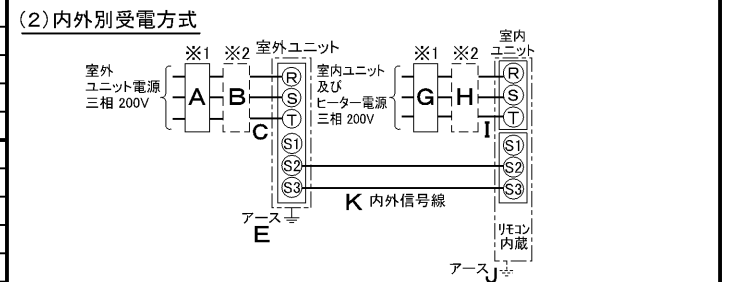 (2)内外別受電方式
※1 ※2 室外ユニット
室外
ユニット電源
三相 200V
A
B
C
R
S
T
S1
S2
S3
アース
E
※1 ※2
室内
ユニット
室内ユニット
及び
ヒーター電源
三相 200V
G
H
I
R
S
T
S1
S2
S3
K 内外信号線
リモコン
内蔵
アース J